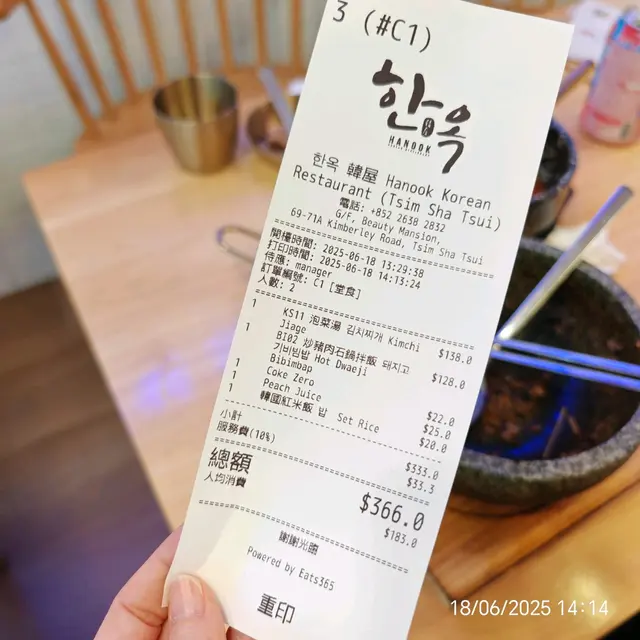 3 (#C1)
한옥
HANOOK
한옥 韓屋 Hanook Korean
Restaurant (Tsim Sha Tsui)
電話: +852 2638 2832
G/F, Beauty Mansion,
69-71A Kimberley Road, Tsim Sha Tsui
開檯時間: 2025-06-18 13:29:38
打印時間: 2025-06-18 14:13:24
侍應: manager
訂單編號: C1 [堂食]
人數: 2
1 KS11 泡菜湯 김치찌개 Kimchi Jiage $138.0
1 BI02 炒豬肉石鍋拌飯 돼지고기비빔밥 Hot Dwaeji Bibimbap $128.0
1 Coke Zero $22.0
1 Peach Juice $25.0
1 韓國紅米飯 밥 Set Rice $20.0
小計 $333.0
服務費(10%) $33.3
總額 $366.0
人均消費 $183.0
謝謝光臨
Powered by Eats365
重印
18/06/2025 14:14